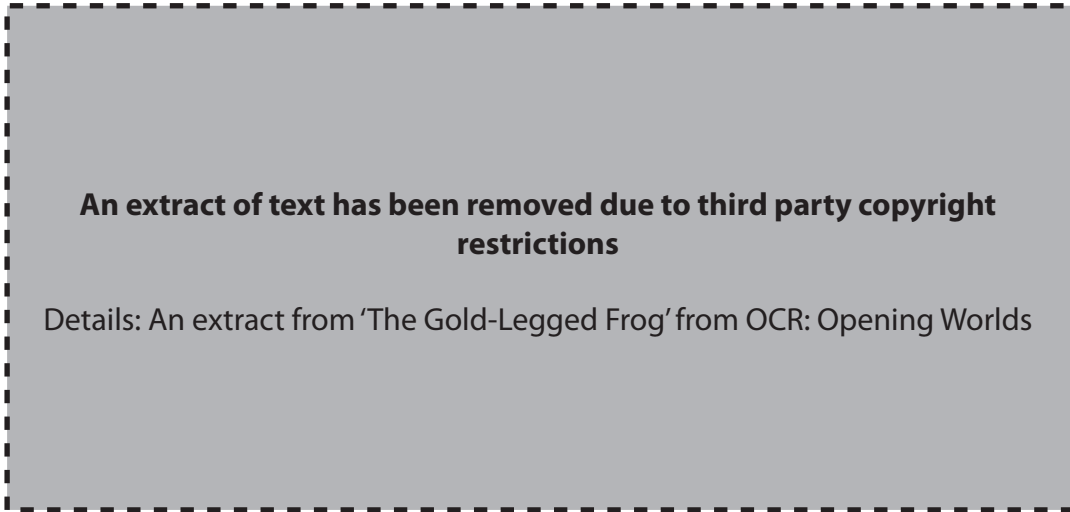 An extract of text has been removed due to third party copyright
restrictions
Details: An extract from ‘The Gold-Legged Frog’ from OCR: Opening Worlds